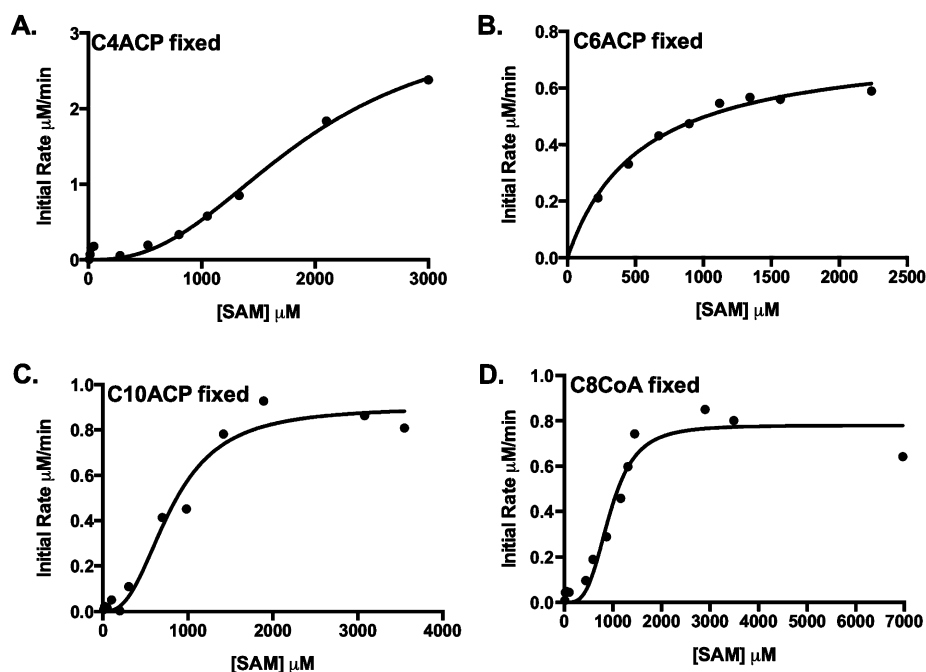 A.
C4ACP fixed
3
2
1
0
0
1000
2000
3000
Initial Rate μM/min
[SAM] μM
B.
C6ACP fixed
0.8
0.6
0.4
0.2
0.0
0
500
1000
1500
2000
2500
Initial Rate μM/min
[SAM] μM
C.
C10ACP fixed
1.0
0.8
0.6
0.4
0.2
0.0
0
1000
2000
3000
4000
Initial Rate μM/min
[SAM] μM
D.
C8CoA fixed
1.0
0.8
0.6
0.4
0.2
0.0
0
1000
2000
3000
4000
5000
6000
7000
Initial Rate μM/min
[SAM] μM